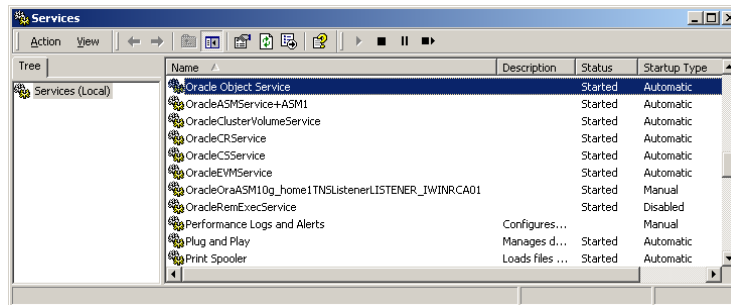 Services
Action View
Tree
Services (Local)
Name Description Status Startup Type
Oracle Object Service Started Automatic
OracleASMService+ASM1 Started Automatic
OracleClusterVolumeService Started Automatic
OracleCRService Started Automatic
OracleCSService Started Automatic
OracleEVMService Started Automatic
OracleOraASM10g_home1TNSListenerLISTENER_IWINRCA01 Started Manual
OracleRemExecService Started Disabled
Performance Logs and Alerts Configures... Manual
Plug and Play Manages d... Started Automatic
Print Spooler Loads files ... Started Automatic